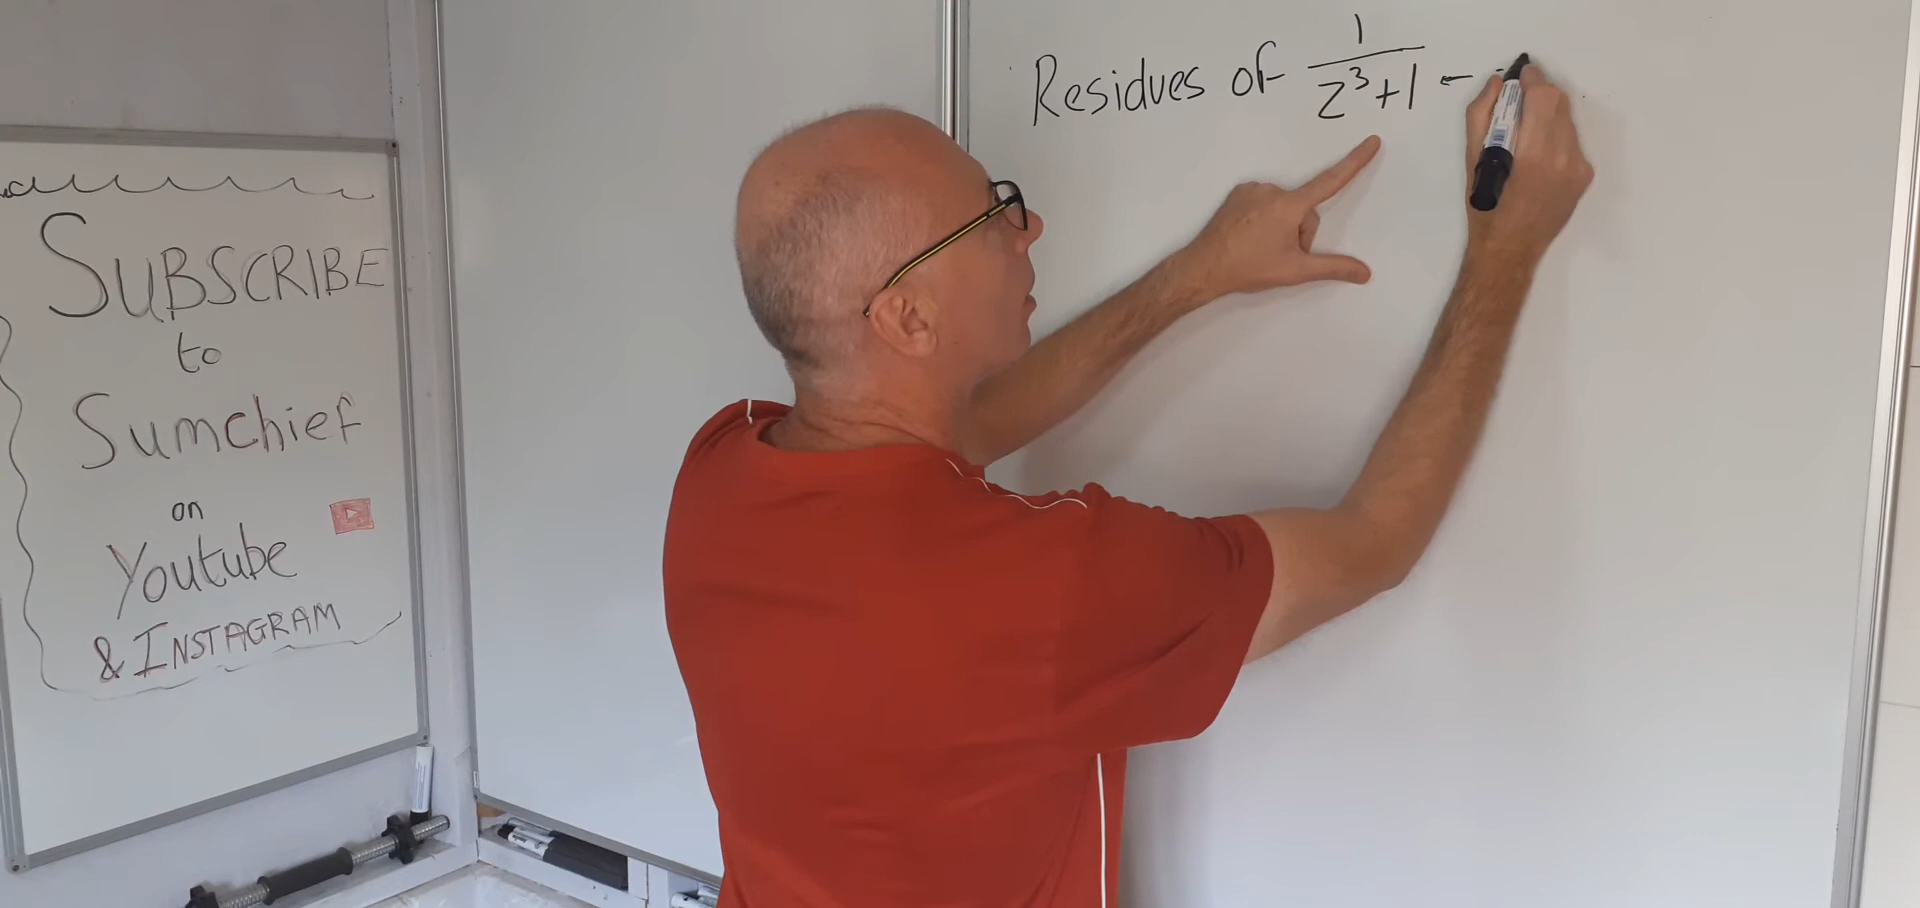 SUBSCRIBE
to
Sumchief
on
Youtube
& INSTAGRAM
Residues of 1/(z³+1) ←